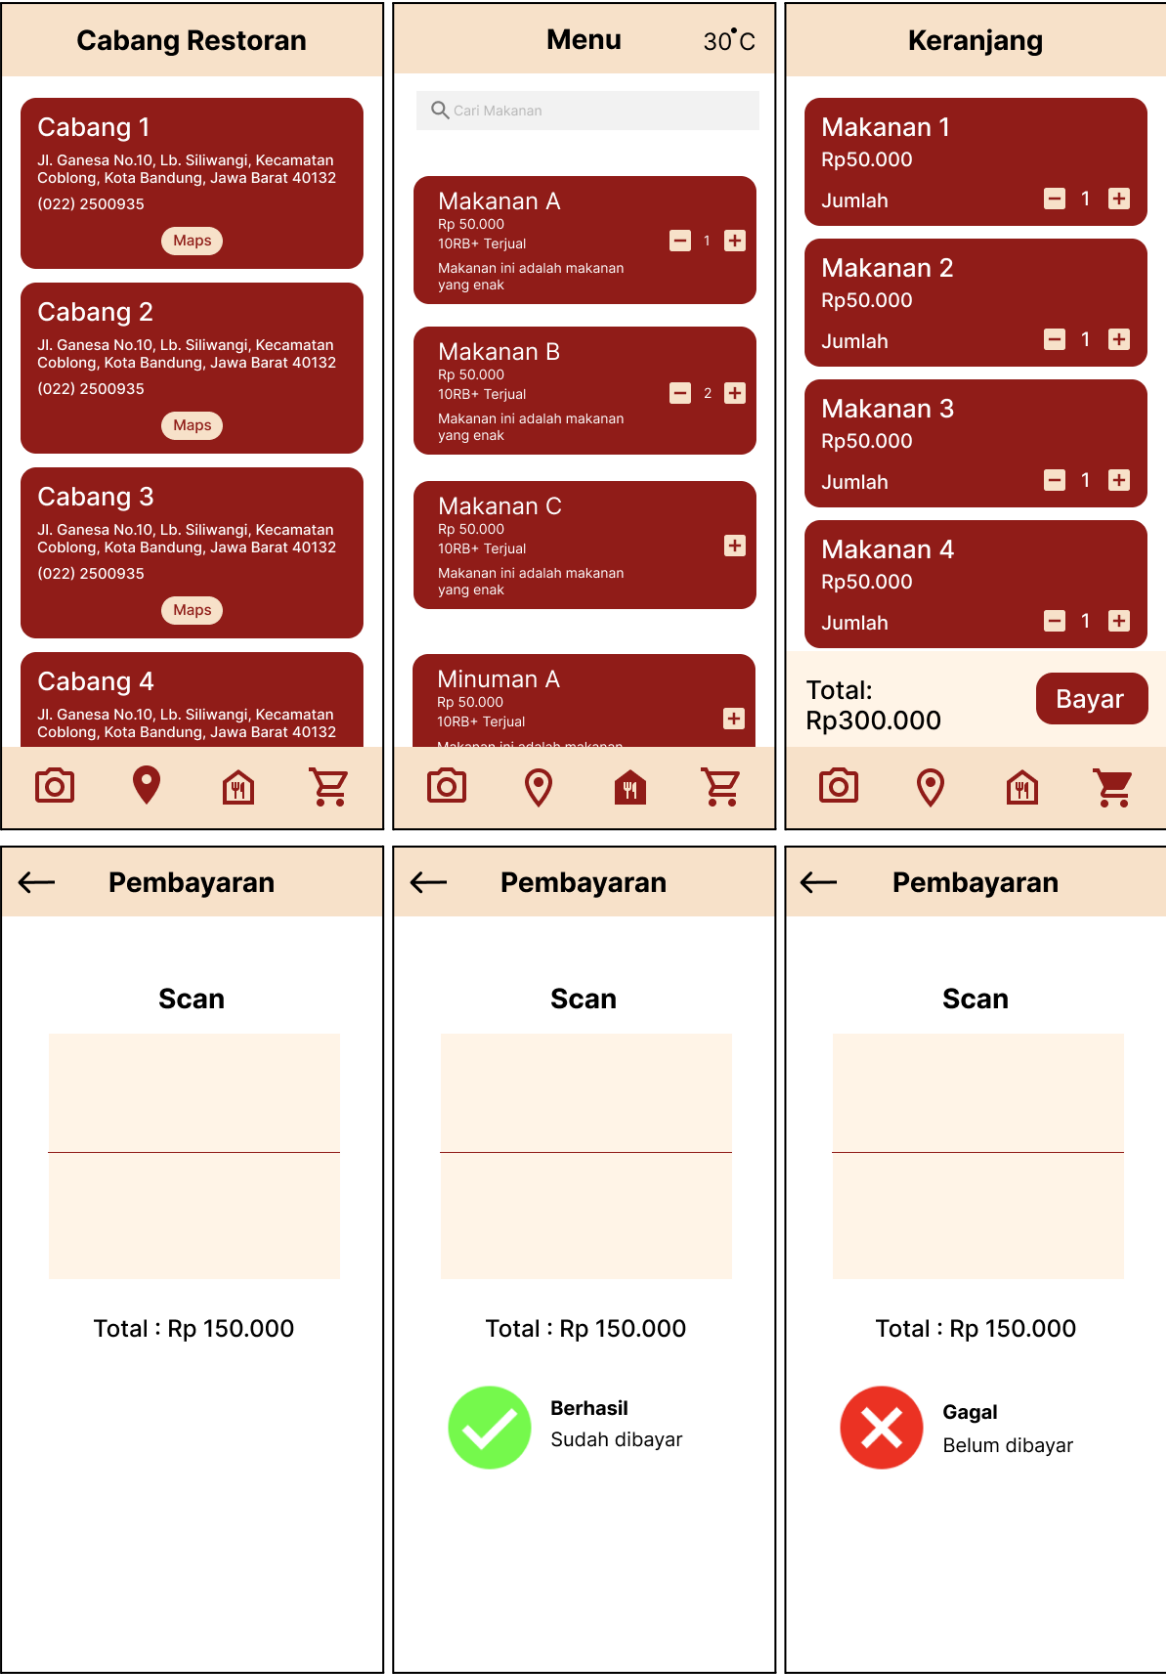 Cabang Restoran
Cabang 1
Jl. Ganesa No.10, Lb. Siliwangi, Kecamatan
Coblong, Kota Bandung, Jawa Barat 40132
(022) 2500935
Maps
Cabang 2
Jl. Ganesa No.10, Lb. Siliwangi, Kecamatan
Coblong, Kota Bandung, Jawa Barat 40132
(022) 2500935
Maps
Cabang 3
Jl. Ganesa No.10, Lb. Siliwangi, Kecamatan
Coblong, Kota Bandung, Jawa Barat 40132
(022) 2500935
Maps
Cabang 4
Jl. Ganesa No.10, Lb. Siliwangi, Kecamatan
Coblong, Kota Bandung, Jawa Barat 40132
Menu
30°C
Cari Makanan
Makanan A
Rp 50.000
10RB+ Terjual
1
Makanan ini adalah makanan
yang enak
Makanan B
Rp 50.000
10RB+ Terjual
2
Makanan ini adalah makanan
yang enak
Makanan C
Rp 50.000
10RB+ Terjual
Makanan ini adalah makanan
yang enak
Minuman A
Rp 50.000
10RB+ Terjual
Makanan ini adalah makanan
Keranjang
Makanan 1
Rp50.000
Jumlah 1
Makanan 2
Rp50.000
Jumlah 1
Makanan 3
Rp50.000
Jumlah 1
Makanan 4
Rp50.000
Jumlah 1
Total:
Rp300.000
Bayar
Pembayaran
Scan
Total : Rp 150.000
Pembayaran
Scan
Total : Rp 150.000
Berhasil
Sudah dibayar
Pembayaran
Scan
Total : Rp 150.000
Gagal
Belum dibayar